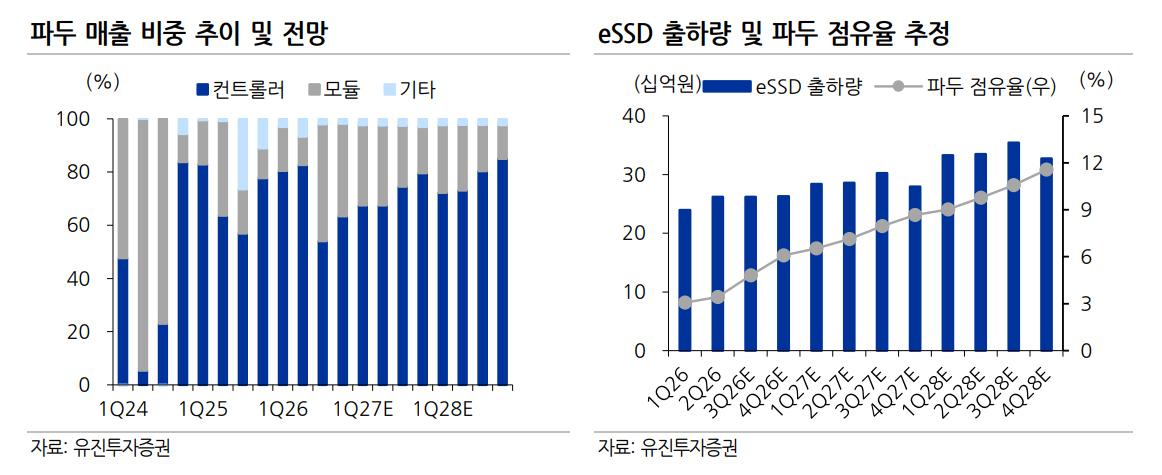 파두 매출 비중 추이 및 전망
(%)
컨트롤러 모듈 기타
100
80
60
40
20
0
1Q24 1Q25 1Q26 1Q27E 1Q28E
자료: 유진투자증권
eSSD 출하량 및 파두 점유율 추정
(십억원) eSSD 출하량 파두 점유율(우) (%)
40 15
12
30
9
20
6
10
3
0 0
1Q26 2Q26 3Q26E 4Q26E 1Q27E 2Q27E 3Q27E 4Q27E 1Q28E 2Q28E 3Q28E 4Q28E
자료: 유진투자증권